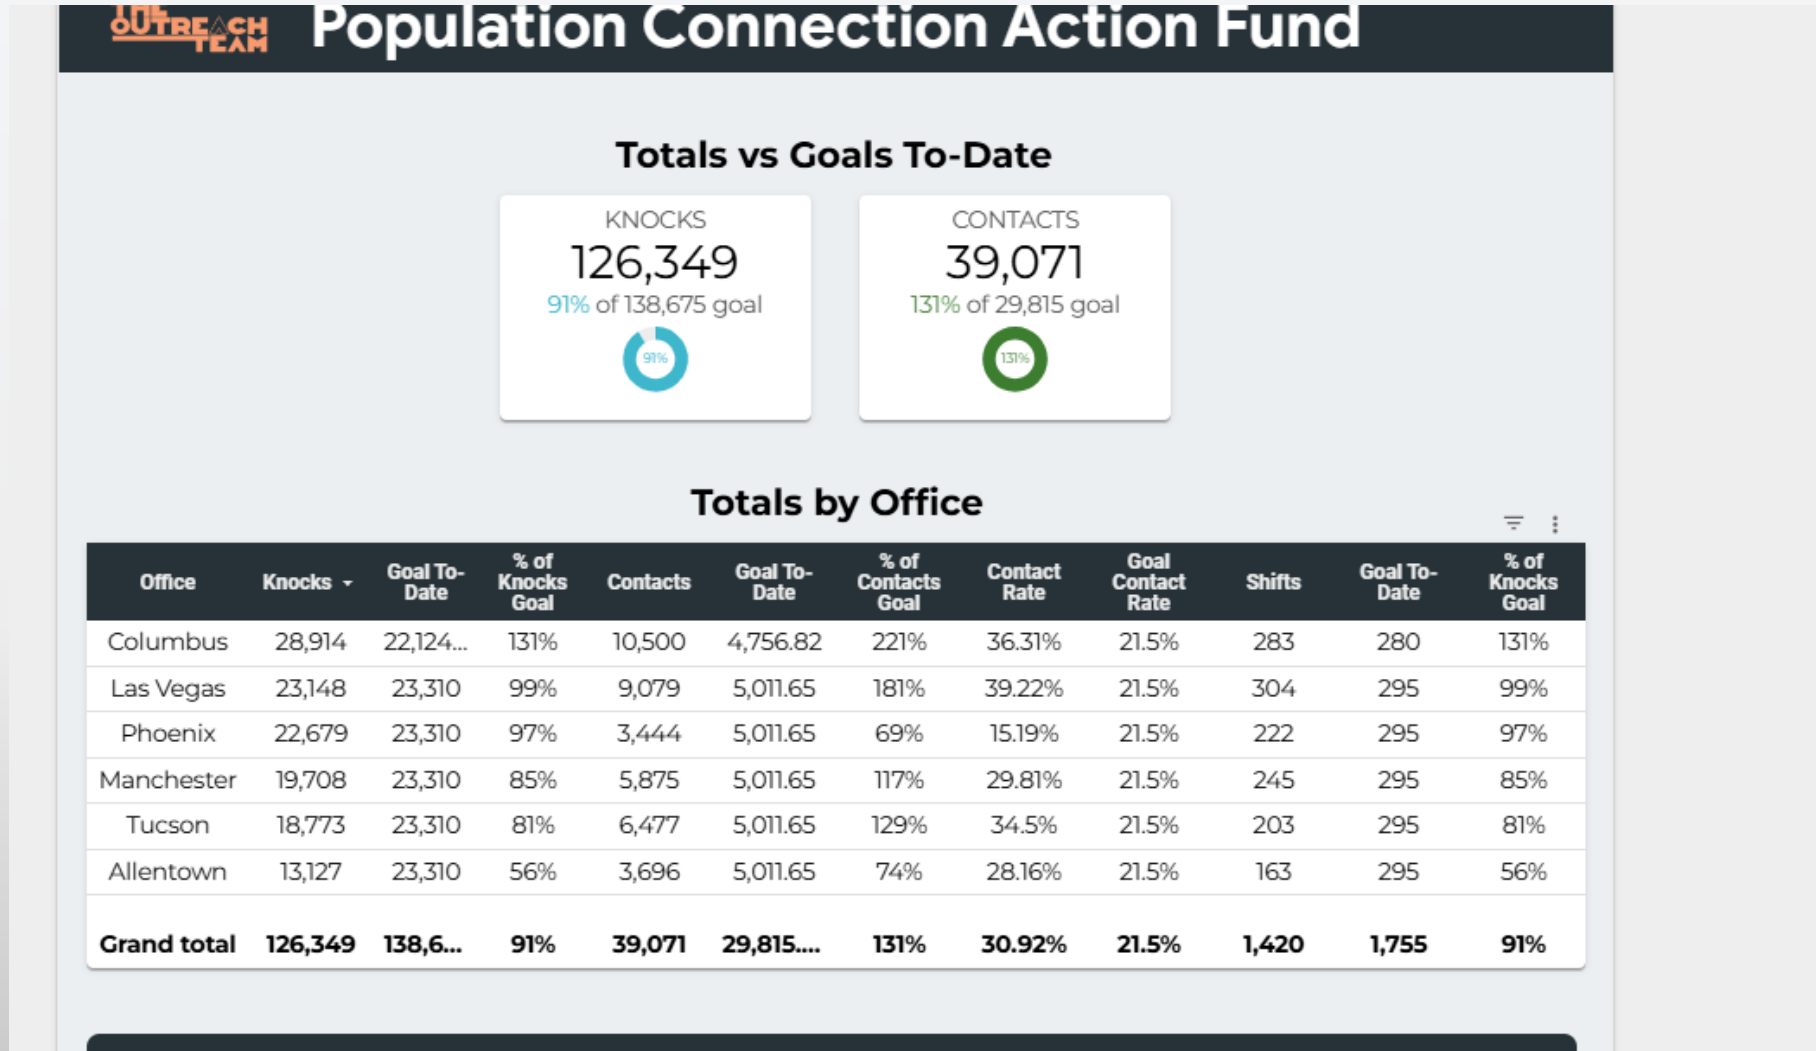 THE
OUTREACH
TEAM
Population Connection Action Fund
Totals vs Goals To-Date
KNOCKS
126,349
91% of 138,675 goal
91%
CONTACTS
39,071
131% of 29,815 goal
131%
Totals by Office
Office Knocks Goal To-Date % of Knocks Goal Contacts Goal To-Date % of Contacts Goal Contact Rate Goal Contact Rate Shifts Goal To-Date % of Knocks Goal
Columbus 28,914 22,124... 131% 10,500 4,756.82 221% 36.31% 21.5% 283 280 131%
Las Vegas 23,148 23,310 99% 9,079 5,011.65 181% 39.22% 21.5% 304 295 99%
Phoenix 22,679 23,310 97% 3,444 5,011.65 69% 15.19% 21.5% 222 295 97%
Manchester 19,708 23,310 85% 5,875 5,011.65 117% 29.81% 21.5% 245 295 85%
Tucson 18,773 23,310 81% 6,477 5,011.65 129% 34.5% 21.5% 203 295 81%
Allentown 13,127 23,310 56% 3,696 5,011.65 74% 28.16% 21.5% 163 295 56%
Grand total 126,349 138,6... 91% 39,071 29,815.... 131% 30.92% 21.5% 1,420 1,755 91%